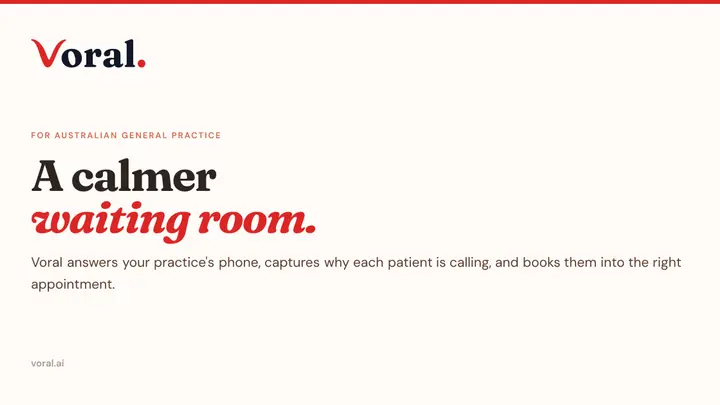 Voral.
FOR AUSTRALIAN GENERAL PRACTICE
A calmer
waiting room.
Voral answers your practice's phone, captures why each patient is calling, and books them into the right
appointment.
voral.ai